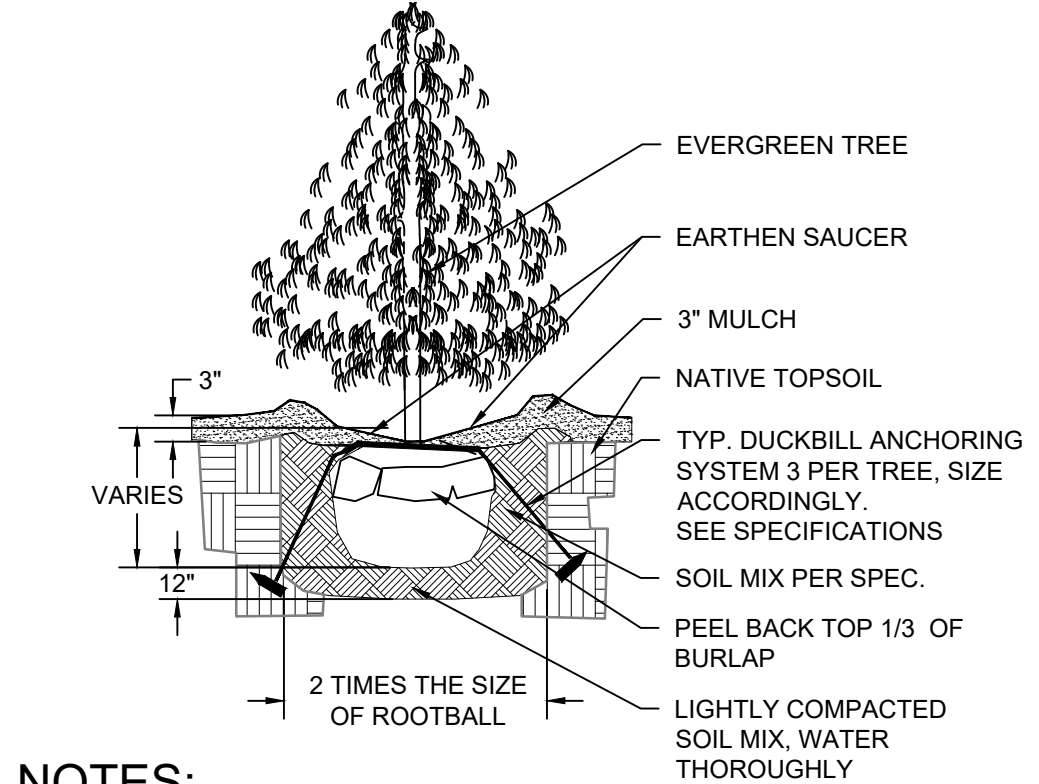 EVERGREEN TREE
EARTHEN SAUCER
3" MULCH
3"
NATIVE TOPSOIL
TYP. DUCKBILL ANCHORING
SYSTEM 3 PER TREE, SIZE
ACCORDINGLY.
SEE SPECIFICATIONS
VARIES
12"
SOIL MIX PER SPEC.
PEEL BACK TOP 1/3 OF
BURLAP
2 TIMES THE SIZE
OF ROOTBALL
LIGHTLY COMPACTED
SOIL MIX, WATER
THOROUGHLY
NOTES: